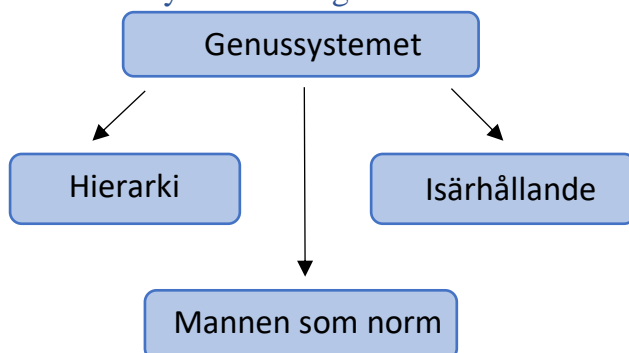 Genussystemet
Hierarki
Isärhållande
Mannen som norm